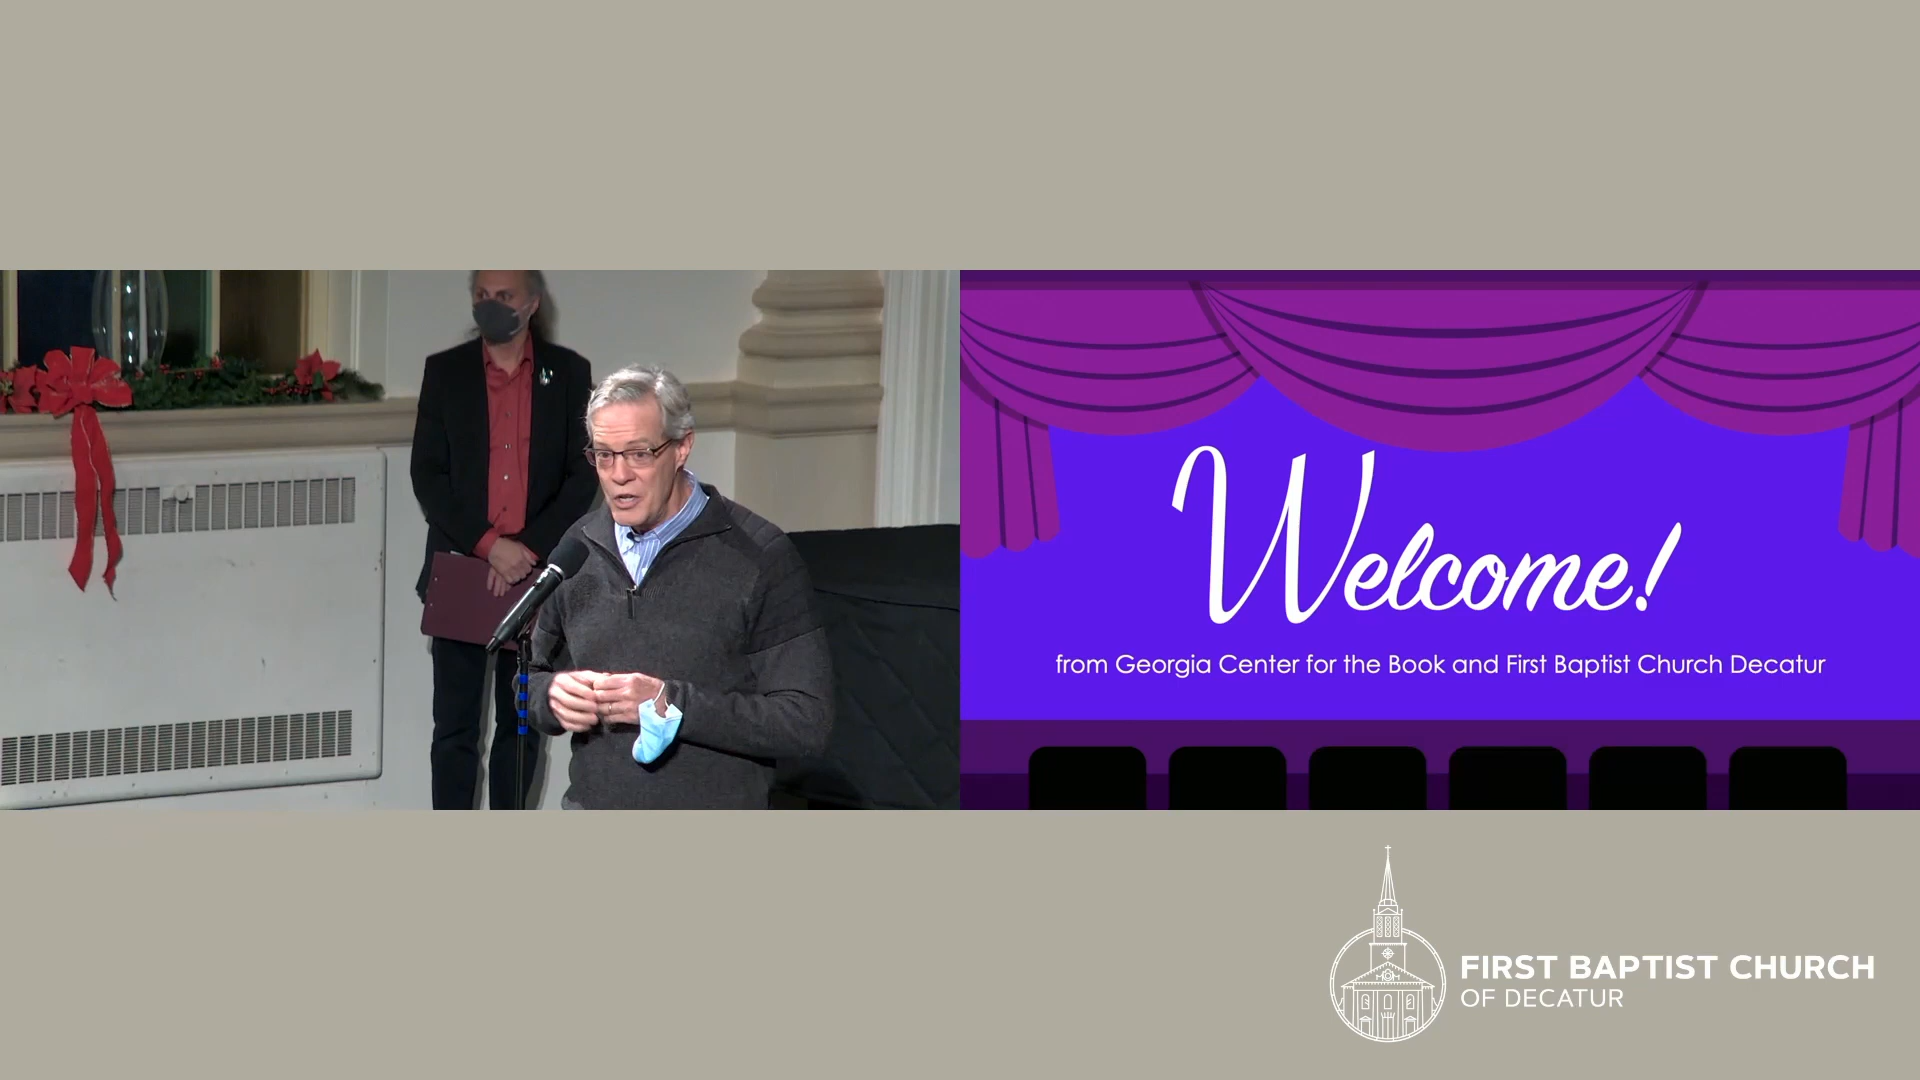 Welcome!
from Georgia Center for the Book and First Baptist Church Decatur
FIRST BAPTIST CHURCH
OF DECATUR